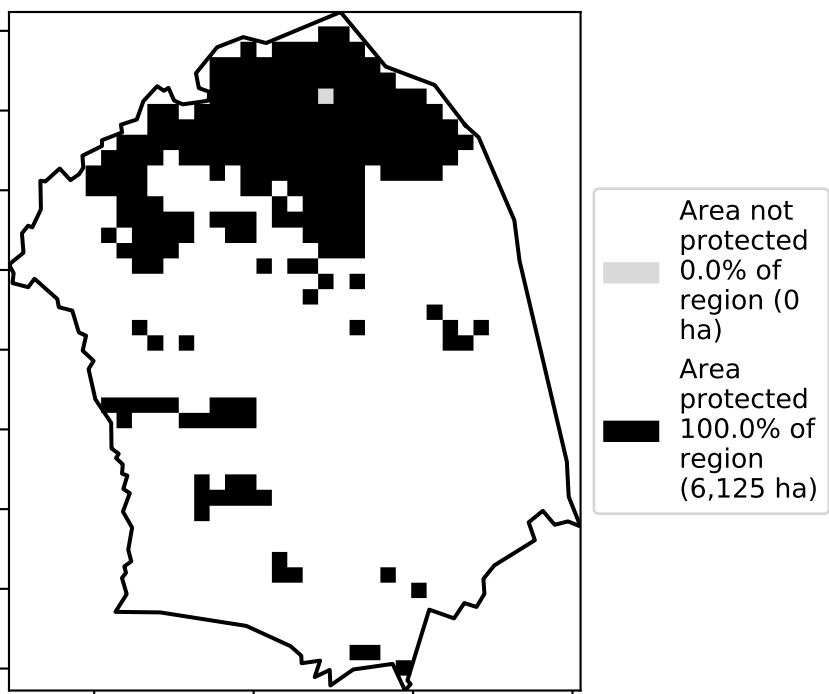 Area not
protected
0.0% of
region (0
ha)
Area
protected
100.0% of
region
(6,125 ha)